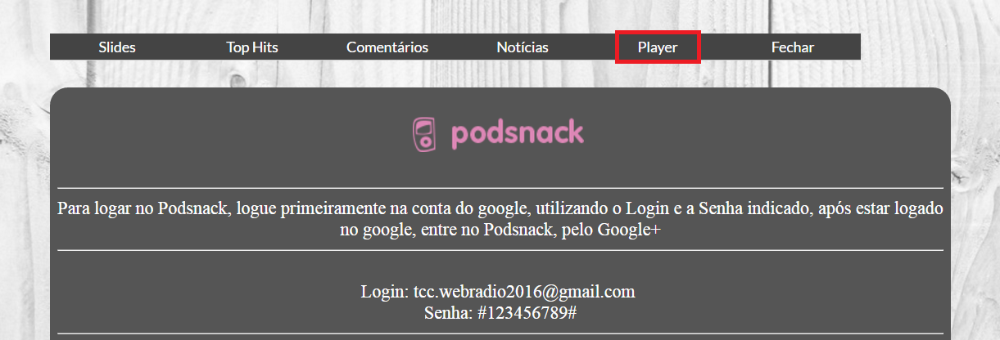 Slides Top Hits Comentários Notícias Player Fechar
podsnack
Para logar no Podsnack, logue primeiramente na conta do google, utilizando o Login e a Senha indicado, após estar logado
no google, entre no Podsnack, pelo Google+
Login: tcc.webradio2016@gmail.com
Senha: #123456789#